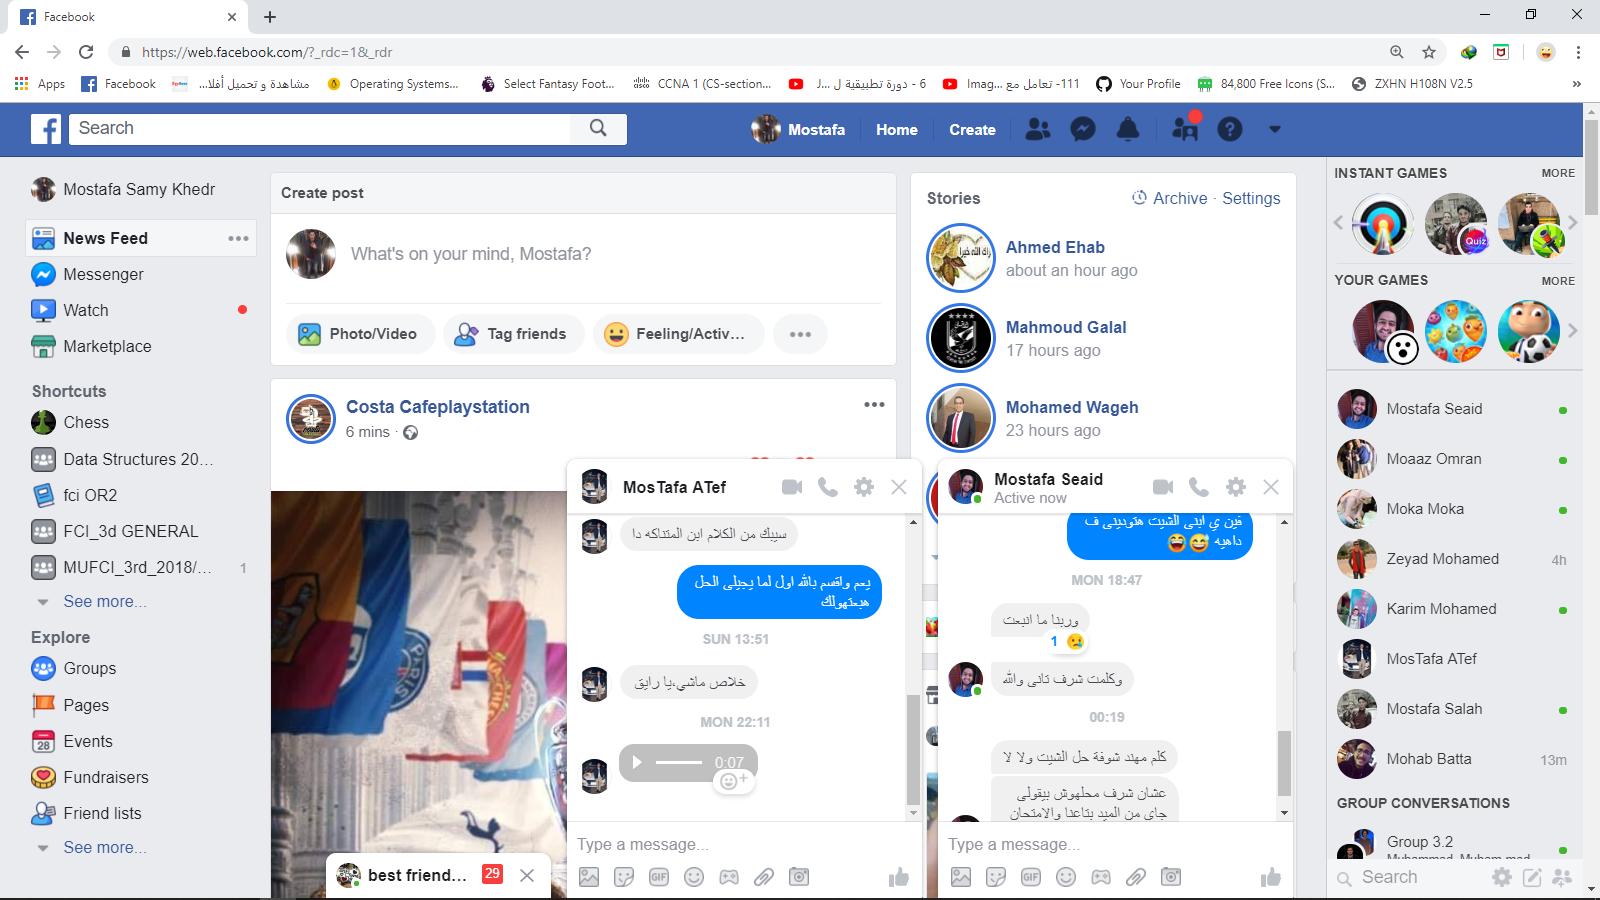 Facebook
https://web.facebook.com/?_rdc=1&_rdr
Apps
Facebook
مشاهدة و تحميل أفلا...
Operating Systems...
Select Fantasy Foot...
CCNA 1 (CS-section...
6 - دورة تطبيقية ل ...
111- تعامل مع Imag...
Your Profile
84,800 Free Icons (S...
ZXHN H108N V2.5
Search
Mostafa
Home
Create
Mostafa Samy Khedr
News Feed
Messenger
Watch
Marketplace
Shortcuts
Chess
Data Structures 20...
fci OR2
FCI_3d GENERAL
MUFCI_3rd_2018/... 1
See more...
Explore
Groups
Pages
28 Events
Fundraisers
Friend lists
See more...
Create post
What's on your mind, Mostafa?
Photo/Video
Tag friends
Feeling/Activ...
Costa Cafeplaystation
6 mins ·
PARIS
best friend... 29
Stories
Archive · Settings
Ahmed Ehab
about an hour ago
Mahmoud Galal
17 hours ago
Mohamed Wageh
23 hours ago
MosTafa ATef
سيبك من الكلام ابن المتناكه دا
يعم واقسم بالله اول لما يجيلى الحل
هبعتهولك
SUN 13:51
خلاص ماشي،يا رايق
MON 22:11
0:07
Type a message...
GIF
Mostafa Seaid
Active now
فين ي ابنى الشيت هتودينى ف
داهيه
MON 18:47
وربنا ما اتبعت
1
وكلمت شرف تانى والله
00:19
كلم مهند شوفة حل الشيت ولا لا
عشان شرف محلهوش بيقولى
جاى من الميد بتاعنا والامتحان
Type a message...
GIF
INSTANT GAMES MORE
Quiz
YOUR GAMES MORE
Mostafa Seaid
Moaaz Omran
Moka Moka
Zeyad Mohamed 4h
Karim Mohamed
MosTafa ATef
Mostafa Salah
Mohab Batta 13m
GROUP CONVERSATIONS
Group 3.2
Search